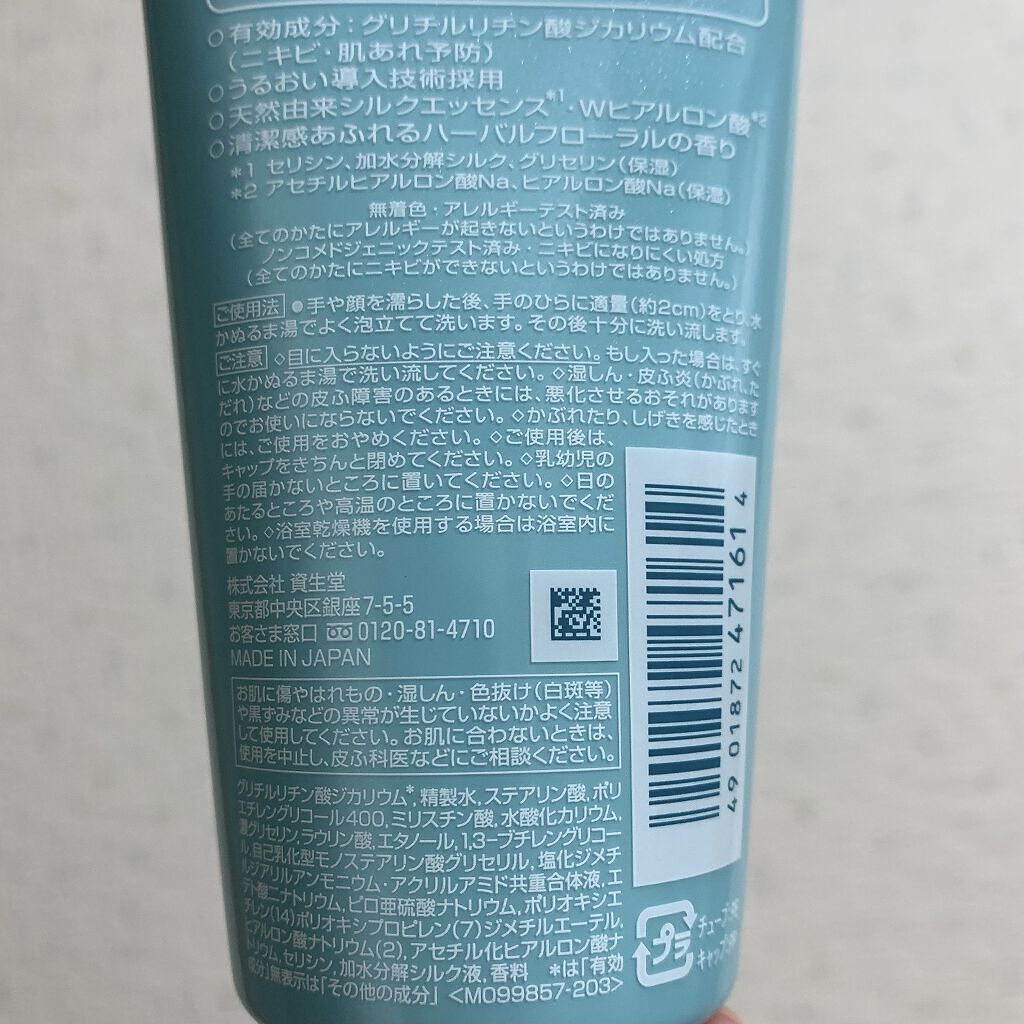 ○有効成分：グリチルリチン酸ジカリウム配合
（ニキビ・肌あれ予防）
○うるおい導入技術採用
○天然由来シルクエッセンス*1・Wヒアルロン酸*2
○清潔感あふれるハーバルフローラルの香り
*1 セリシン、加水分解シルク、グリセリン（保湿）
*2 アセチルヒアルロン酸Na、ヒアルロン酸Na（保湿）
無着色・アレルギーテスト済み
（全てのかたにアレルギーが起きないというわけではありません。）
ノンコメドジェニックテスト済み・ニキビになりにくい処方
（全てのかたにニキビができないというわけではありません。）
ご使用法 ●手や顔を濡らした後、手のひらに適量（約2cm）をとり、水
かぬるま湯でよく泡立てて洗います。その後十分に洗い流します。
ご注意 ◇目に入らないようにご注意ください。もし入った場合は、すぐ
に水かぬるま湯で洗い流してください。◇湿しん・皮ふ炎（かぶれ、た
だれ）などの皮ふ障害のあるときには、悪化させるおそれがあります
のでお使いにならないでください。◇かぶれたり、しげきを感じたとき
には、ご使用をおやめください。◇ご使用後は、
キャップをきちんと閉めてください。◇乳幼児の
手の届かないところに置いてください。◇日の
あたるところや高温のところに置かないでくだ
さい。◇浴室乾燥機を使用する場合は浴室内に
置かないでください。
株式会社 資生堂
東京都中央区銀座7-5-5
お客さま窓口 0120-81-4710
MADE IN JAPAN
4 901872 471614
お肌に傷やはれもの・湿しん・色抜け（白斑等）
や黒ずみなどの異常が生じていないかよく注意
して使用してください。お肌に合わないときは、
使用を中止し、皮ふ科医などにご相談ください。
グリチルリチン酸ジカリウム*，精製水，ステアリン酸，ポリ
エチレングリコール400，ミリスチン酸，水酸化カリウム，
濃グリセリン，ラウリン酸，エタノール，1,3-ブチレングリコー
ル，自己乳化型モノステアリン酸グリセリル，塩化ジメチ
ルジアリルアンモニウム・アクリルアミド共重合体液，エ
デト酸二ナトリウム，ピロ亜硫酸ナトリウム，ポリオキシエ
チレン(14)ポリオキシプロピレン(7)ジメチルエーテル，
ヒアルロン酸ナトリウム(2)，アセチル化ヒアルロン酸ナ
トリウム，セリシン，加水分解シルク液，香料 *は「有効
成分」無表示は「その他の成分」 <M099857-203>
プラ
チューブ
キャップ